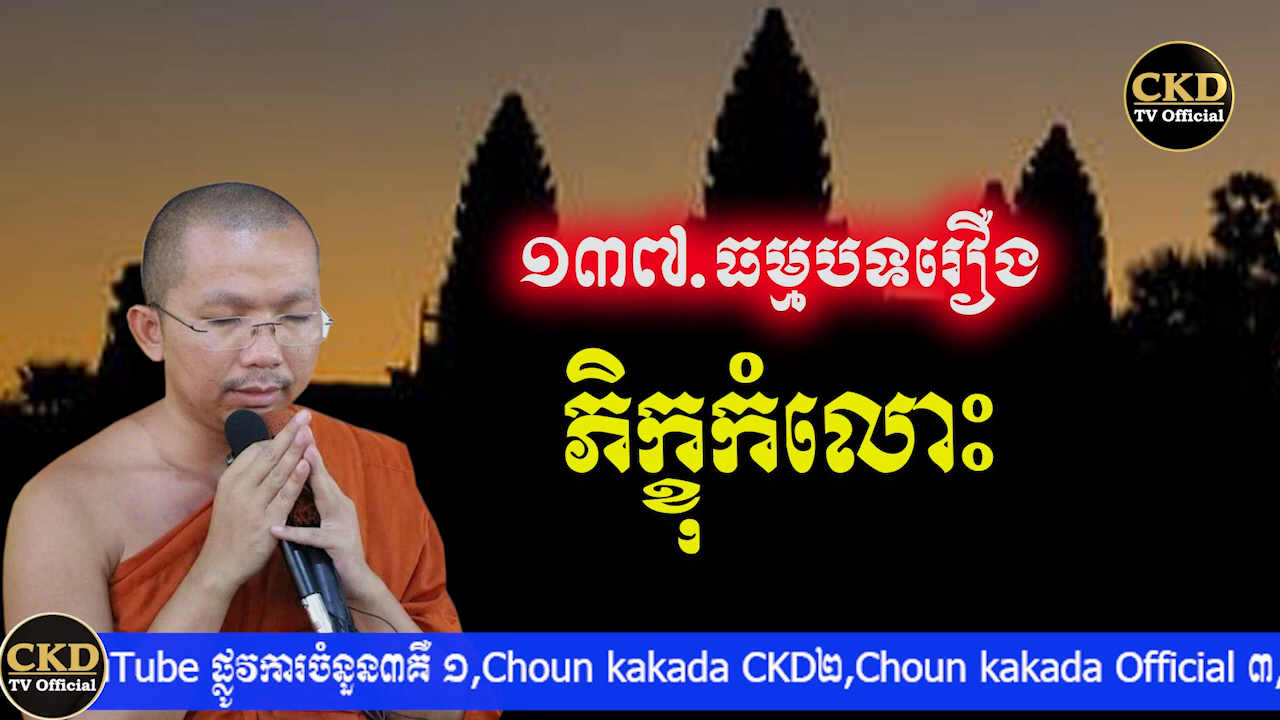 CKD
TV Official
១៣៧. ធម្មបទរឿង
ភិក្ខុកំលោះ
CKD
TV Official
Tube ផ្លូវការចំនួន៣គឺ ១,Choun kakada CKD២,Choun kakada Official ៣,